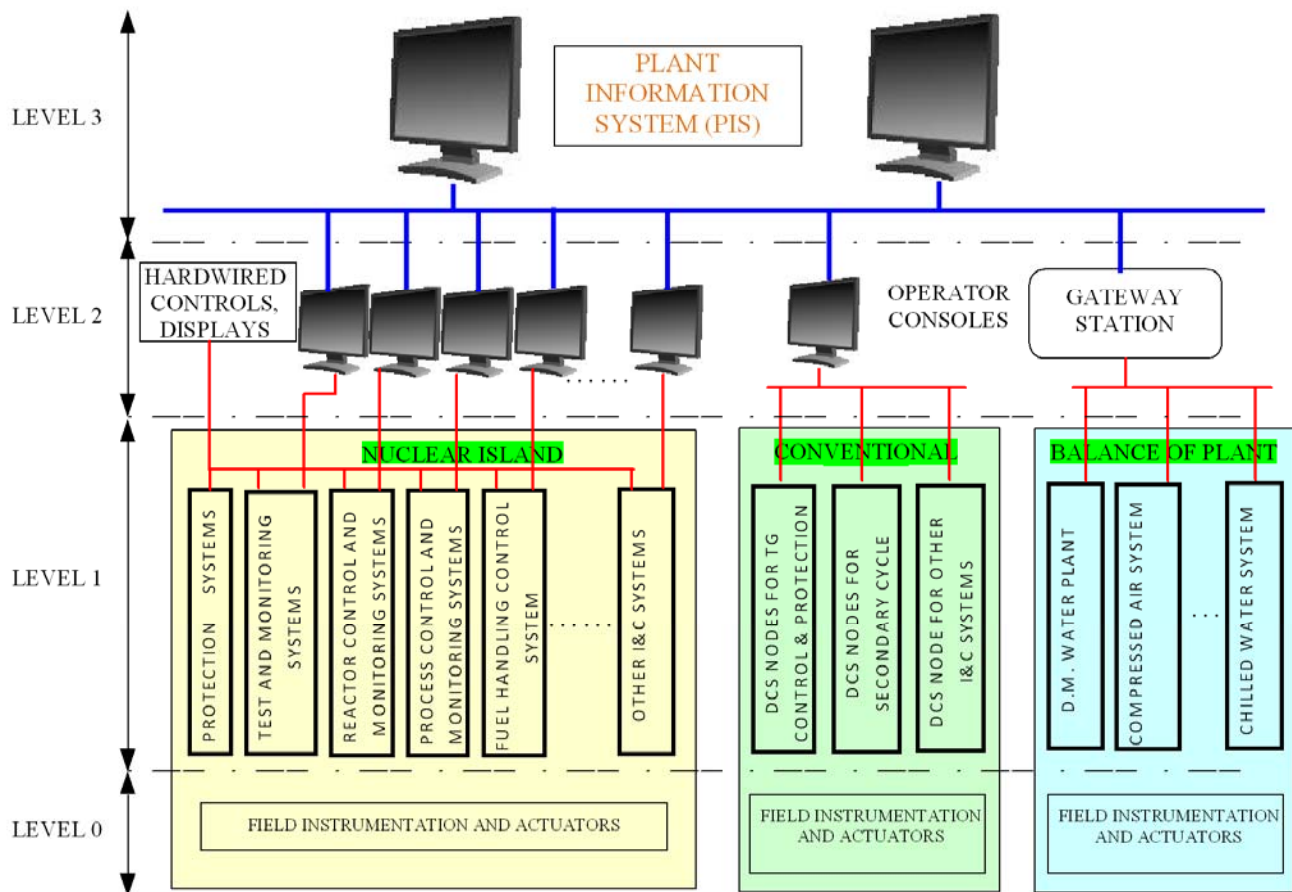 LEVEL 3
PLANT
INFORMATION
SYSTEM (PIS)
LEVEL 2
HARDWIRED
CONTROLS,
DISPLAYS
OPERATOR
CONSOLES
GATEWAY
STATION
......
LEVEL 1
NUCLEAR ISLAND
PROTECTION SYSTEMS
TEST AND MONITORING
SYSTEMS
REACTOR CONTROL AND
MONITORING SYSTEMS
PROCESS CONTROL AND
MONITORING SYSTEMS
FUEL HANDLING CONTROL
SYSTEM
.......
OTHER I&C SYSTEMS
CONVENTIONAL
DCS NODES FOR TG
CONTROL & PROTECTION
DCS NODES FOR
SECONDARY CYCLE
DCS NODE FOR OTHER
I&C SYSTEMS
BALANCE OF PLANT
D.M. WATER PLANT
COMPRESSED AIR SYSTEM
....
CHILLED WATER SYSTEM
LEVEL 0
FIELD INSTRUMENTATION AND ACTUATORS
FIELD INSTRUMENTATION
AND ACTUATORS
FIELD INSTRUMENTATION
AND ACTUATORS